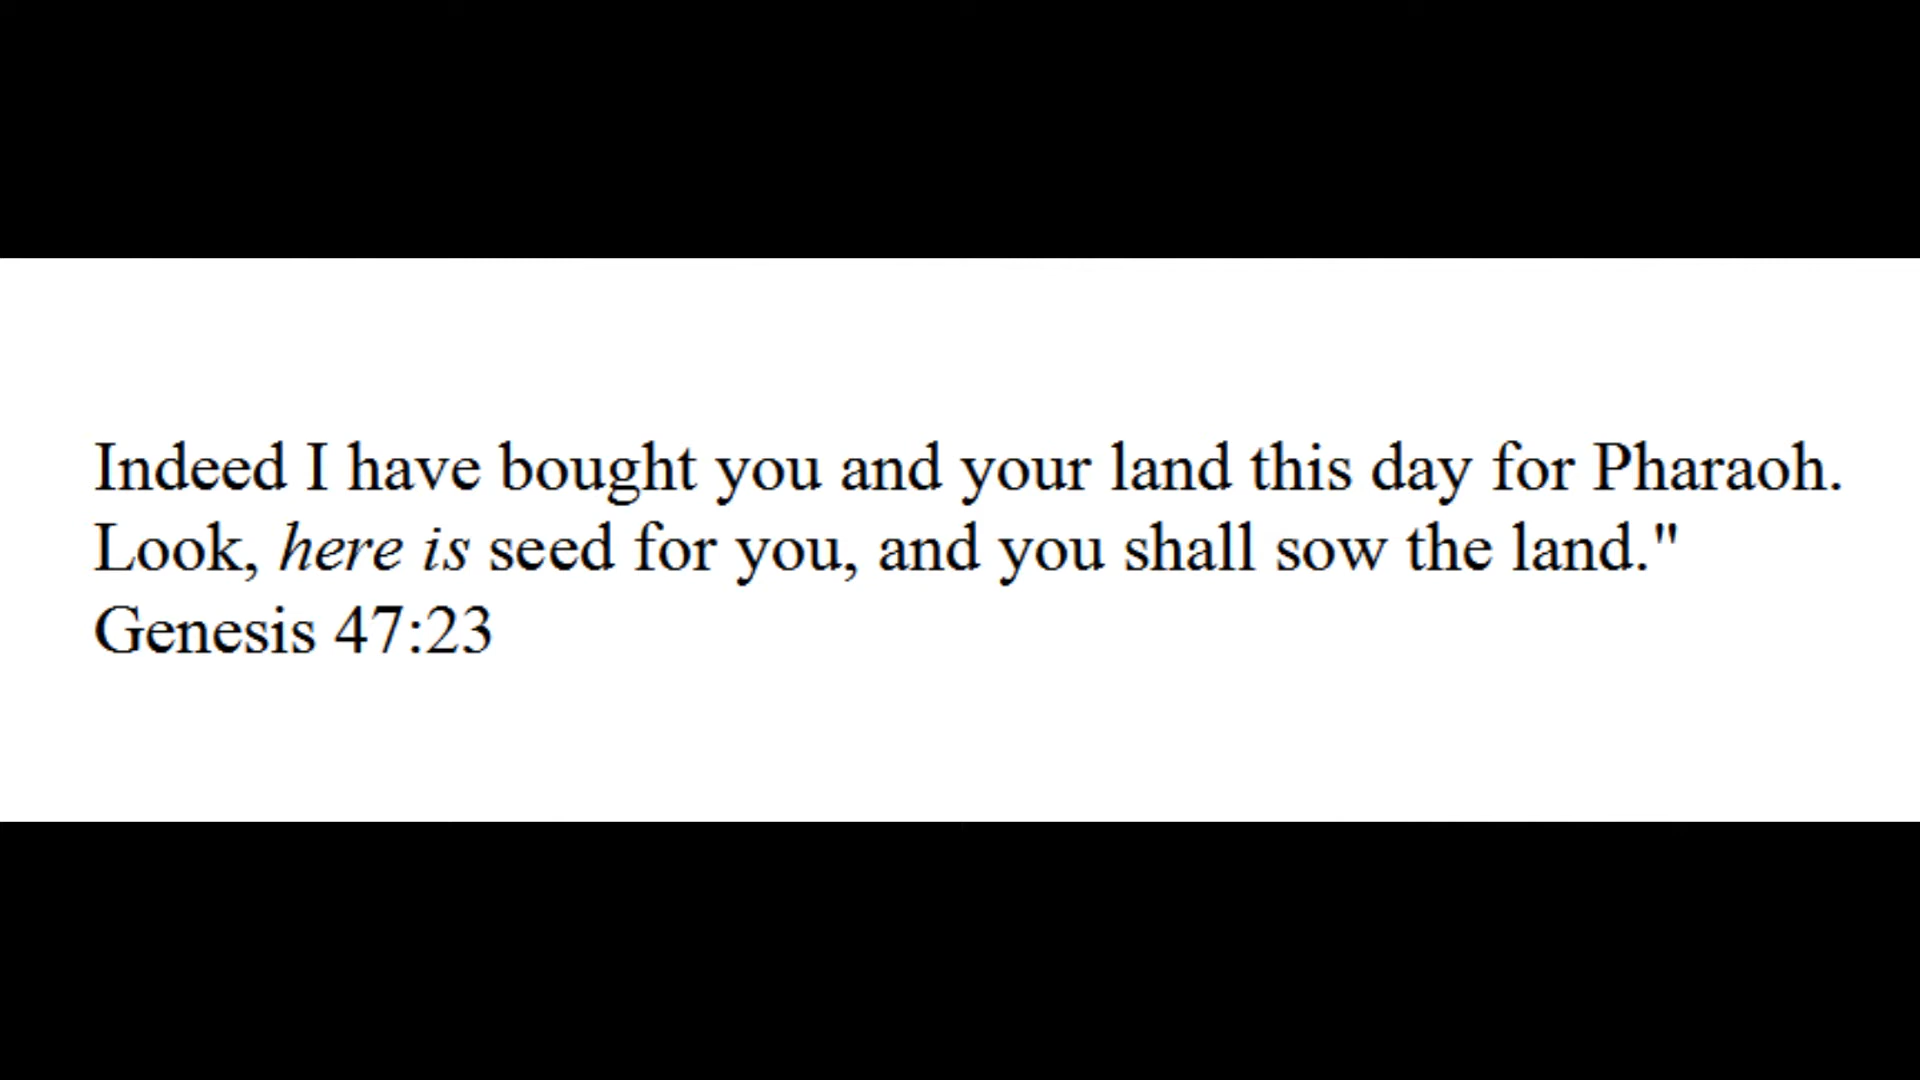 Indeed I have bought you and your land this day for Pharaoh.
Look, here is seed for you, and you shall sow the land."
Genesis 47:23